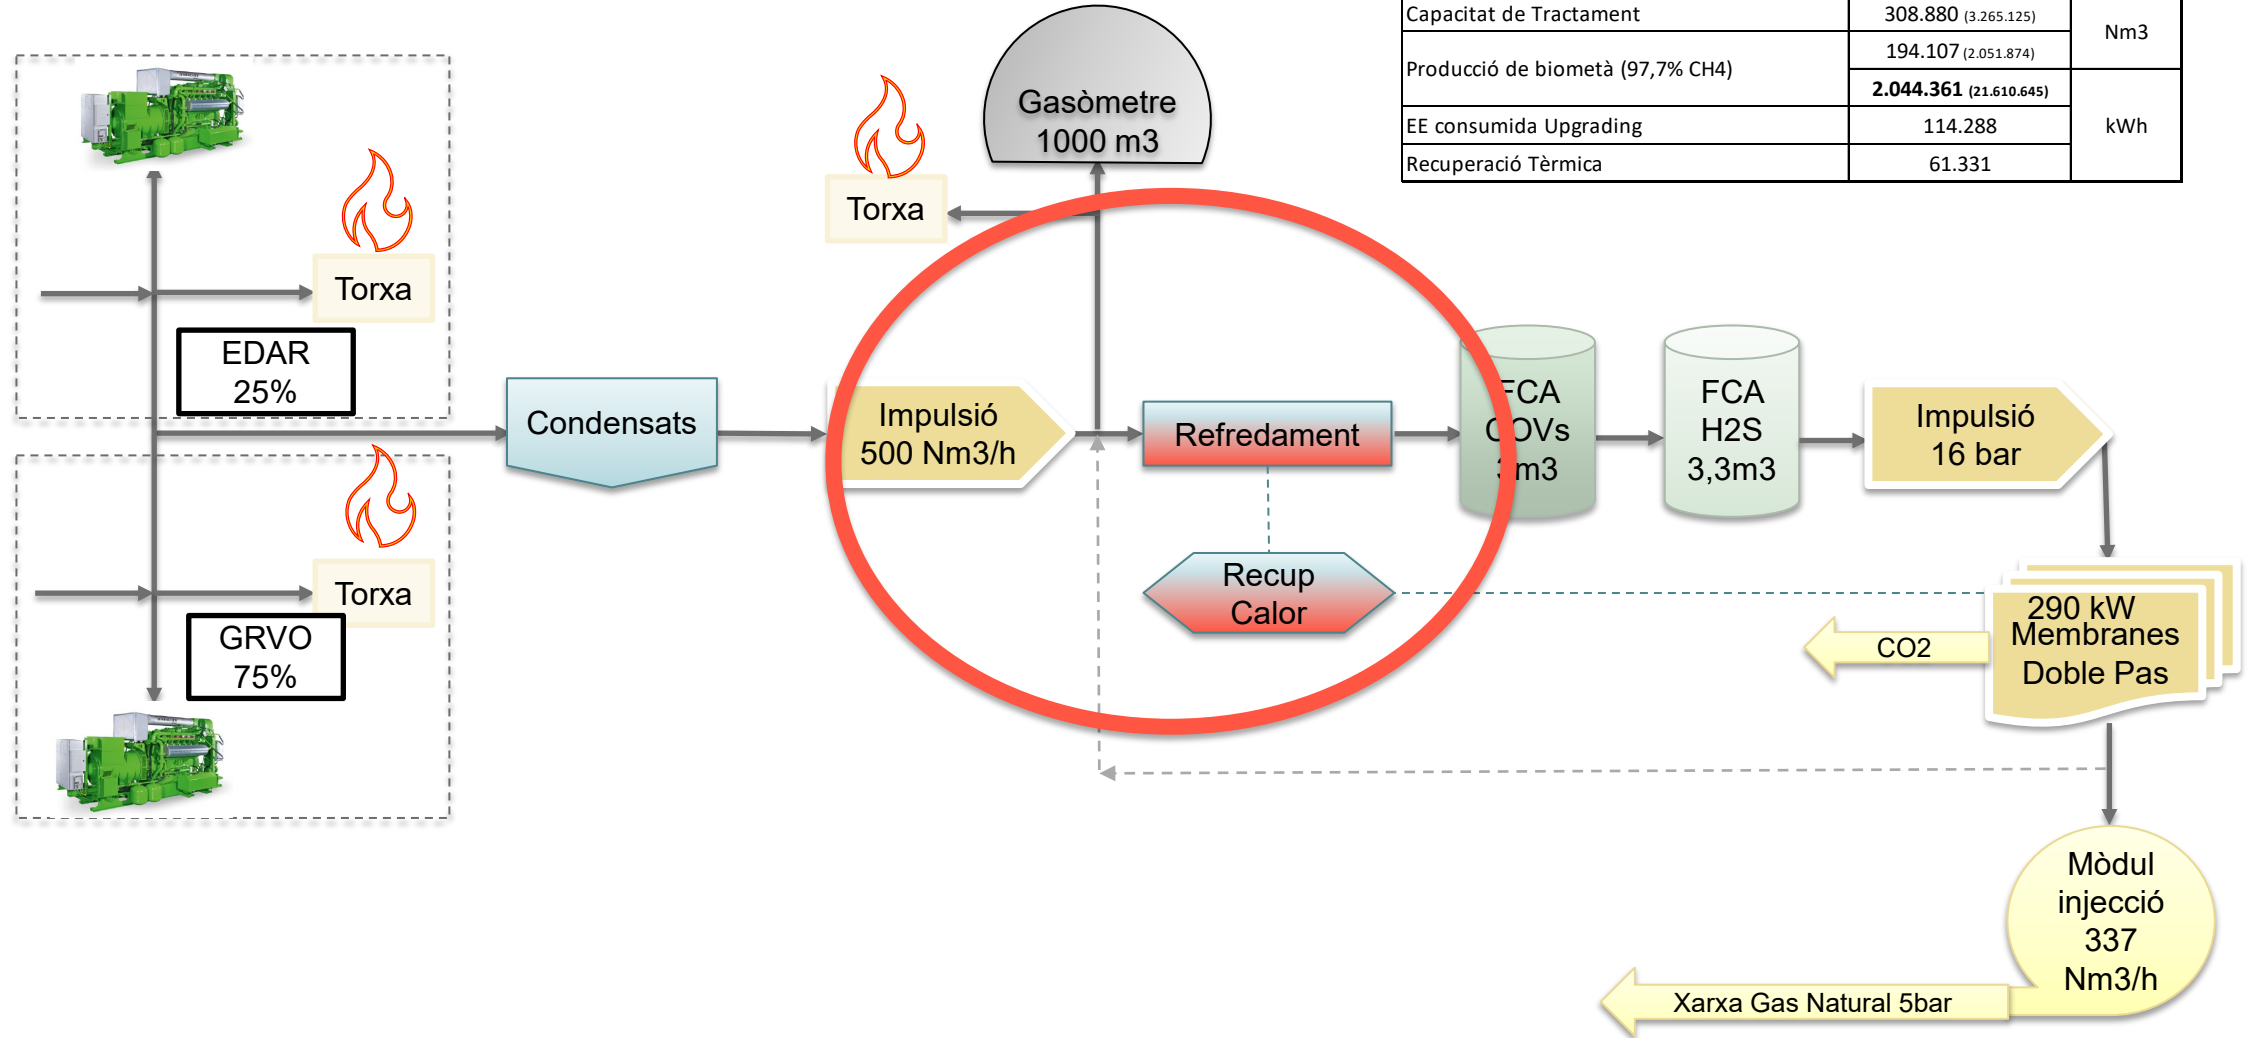 Capacitat de Tractament 308.880 (3.265.125) Nm3
Producció de biometà (97,7% CH4) 194.107 (2.051.874)
2.044.361 (21.610.645) kWh
EE consumida Upgrading 114.288
Recuperació Tèrmica 61.331
Gasòmetre
1000 m3
Torxa
Torxa
EDAR
25%
Condensats
Impulsió
500 Nm3/h
Refredament
FCA
COVs
3m3
FCA
H2S
3,3m3
Impulsió
16 bar
Torxa
GRVO
75%
Recup
Calor
290 kW
Membranes
Doble Pas
CO2
Mòdul
injecció
337
Nm3/h
Xarxa Gas Natural 5bar